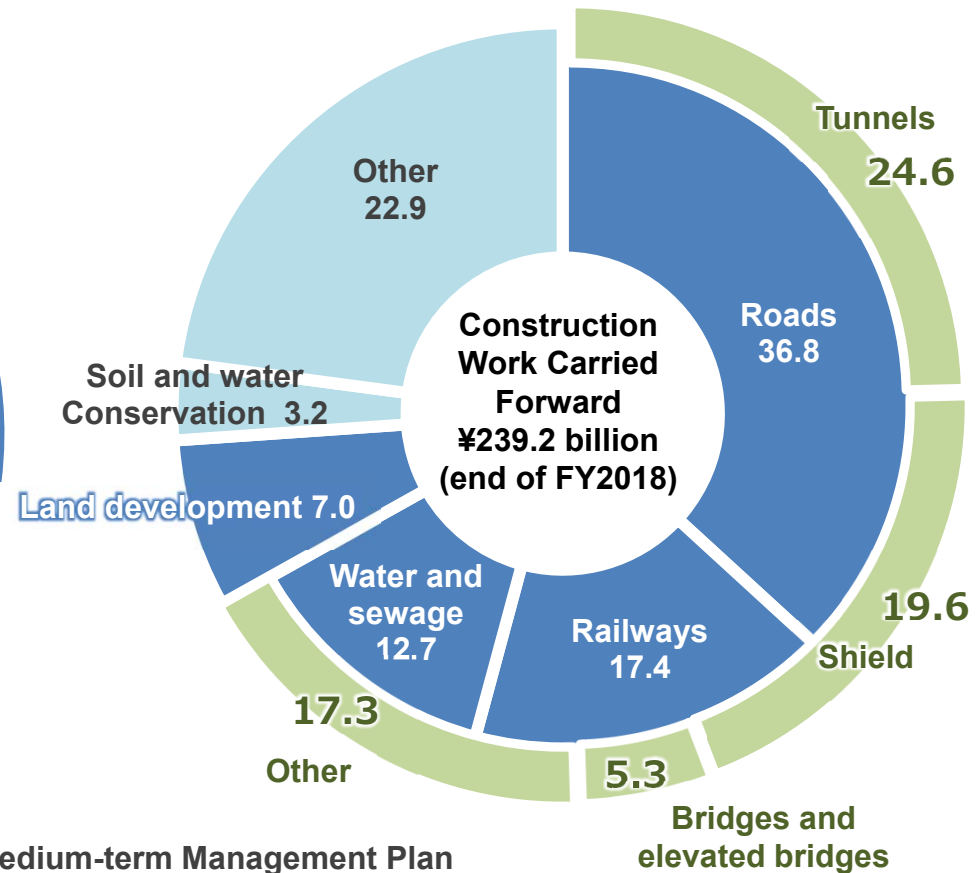 Tunnels
24.6
Other
22.9
Roads
36.8
Construction
Work Carried
Forward
¥239.2 billion
(end of FY2018)
Soil and water
Conservation 3.2
Land development 7.0
Water and
sewage
12.7
Railways
17.4
19.6
Shield
17.3
Other
5.3
Bridges and
elevated bridges
edium-term Management Plan